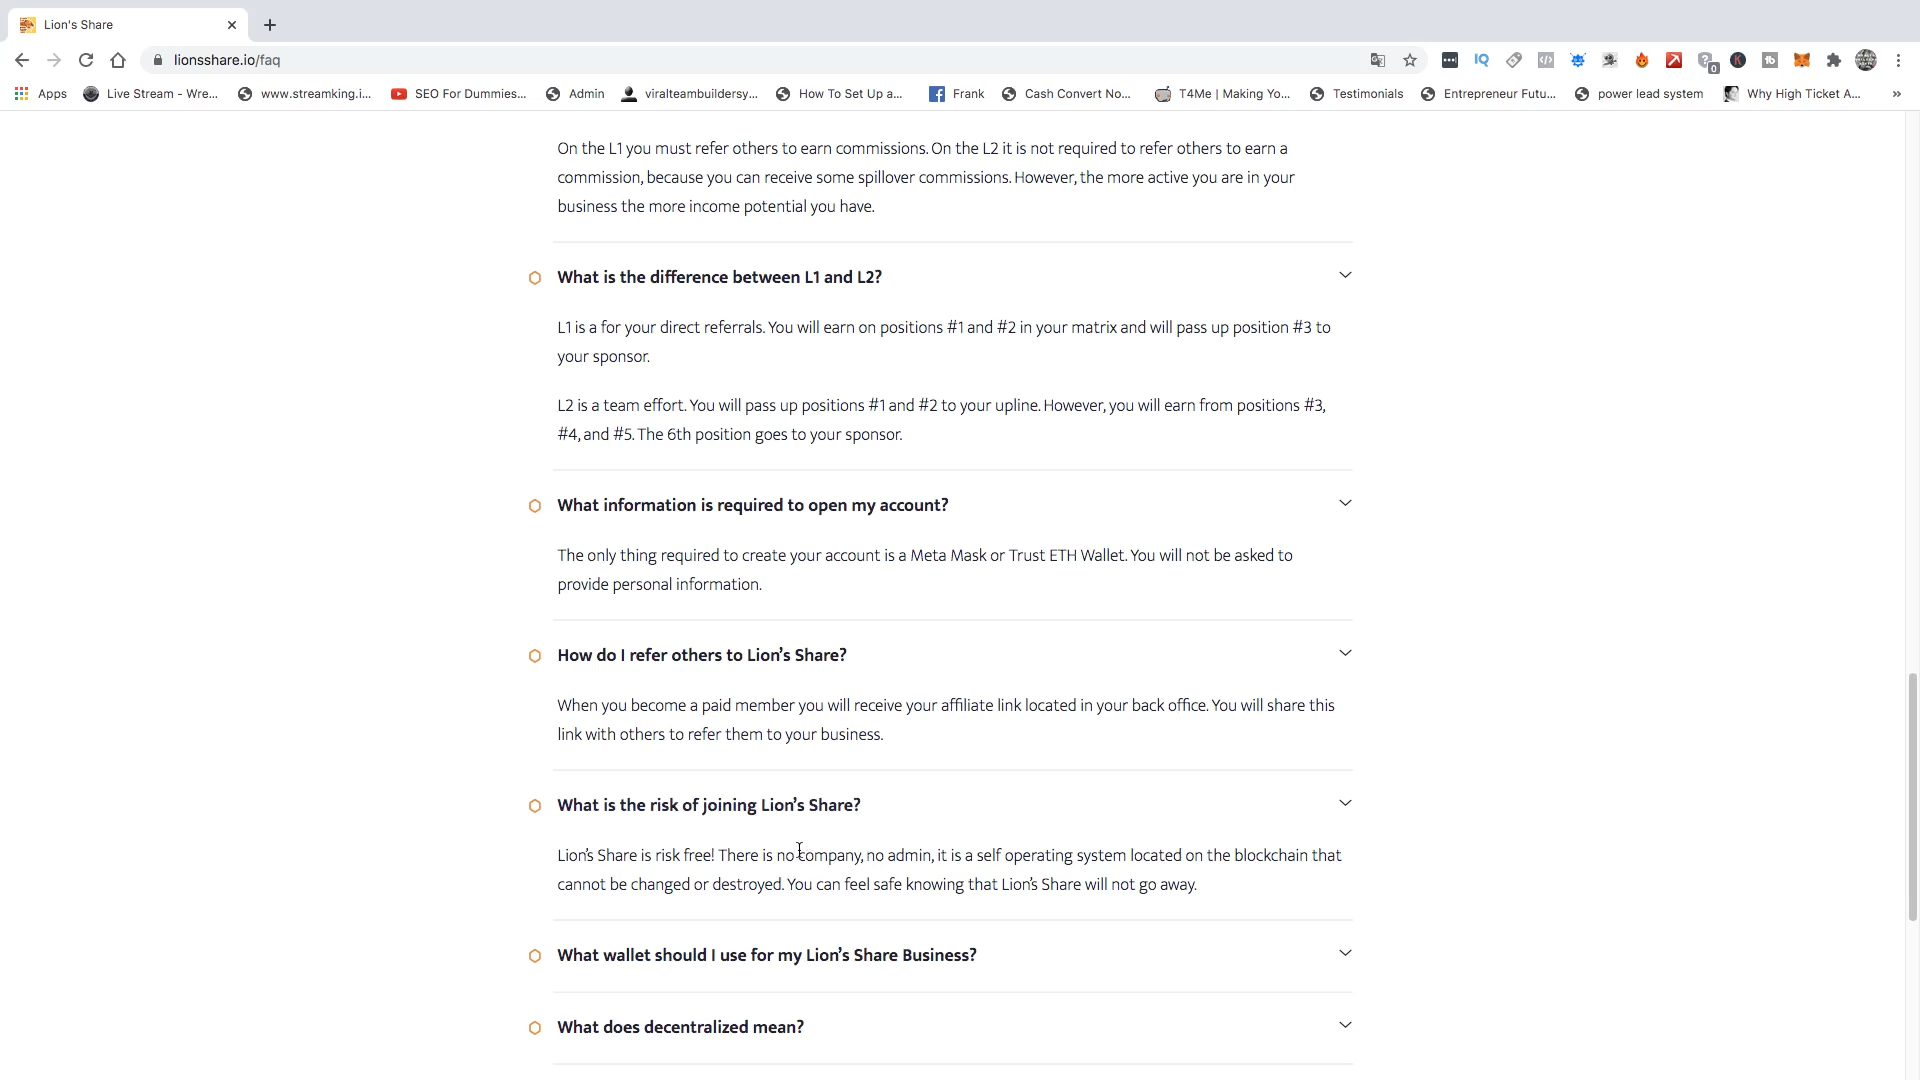 Lion's Share
lionsshare.io/faq
IQ
0
K
Apps
Live Stream - Wre...
www.streamking.i...
SEO For Dummies...
Admin
viralteambuildersy...
How To Set Up a...
Frank
Cash Convert No...
T4Me | Making Yo...
Testimonials
Entrepreneur Futu...
power lead system
Why High Ticket A...
On the L1 you must refer others to earn commissions. On the L2 it is not required to refer others to earn a
commission, because you can receive some spillover commissions. However, the more active you are in your
business the more income potential you have.
What is the difference between L1 and L2?
L1 is a for your direct referrals. You will earn on positions #1 and #2 in your matrix and will pass up position #3 to
your sponsor.
L2 is a team effort. You will pass up positions #1 and #2 to your upline. However, you will earn from positions #3,
#4, and #5. The 6th position goes to your sponsor.
What information is required to open my account?
The only thing required to create your account is a Meta Mask or Trust ETH Wallet. You will not be asked to
provide personal information.
How do I refer others to Lion's Share?
When you become a paid member you will receive your affiliate link located in your back office. You will share this
link with others to refer them to your business.
What is the risk of joining Lion's Share?
Lion's Share is risk free! There is no company, no admin, it is a self operating system located on the blockchain that
cannot be changed or destroyed. You can feel safe knowing that Lion's Share will not go away.
What wallet should I use for my Lion's Share Business?
What does decentralized mean?